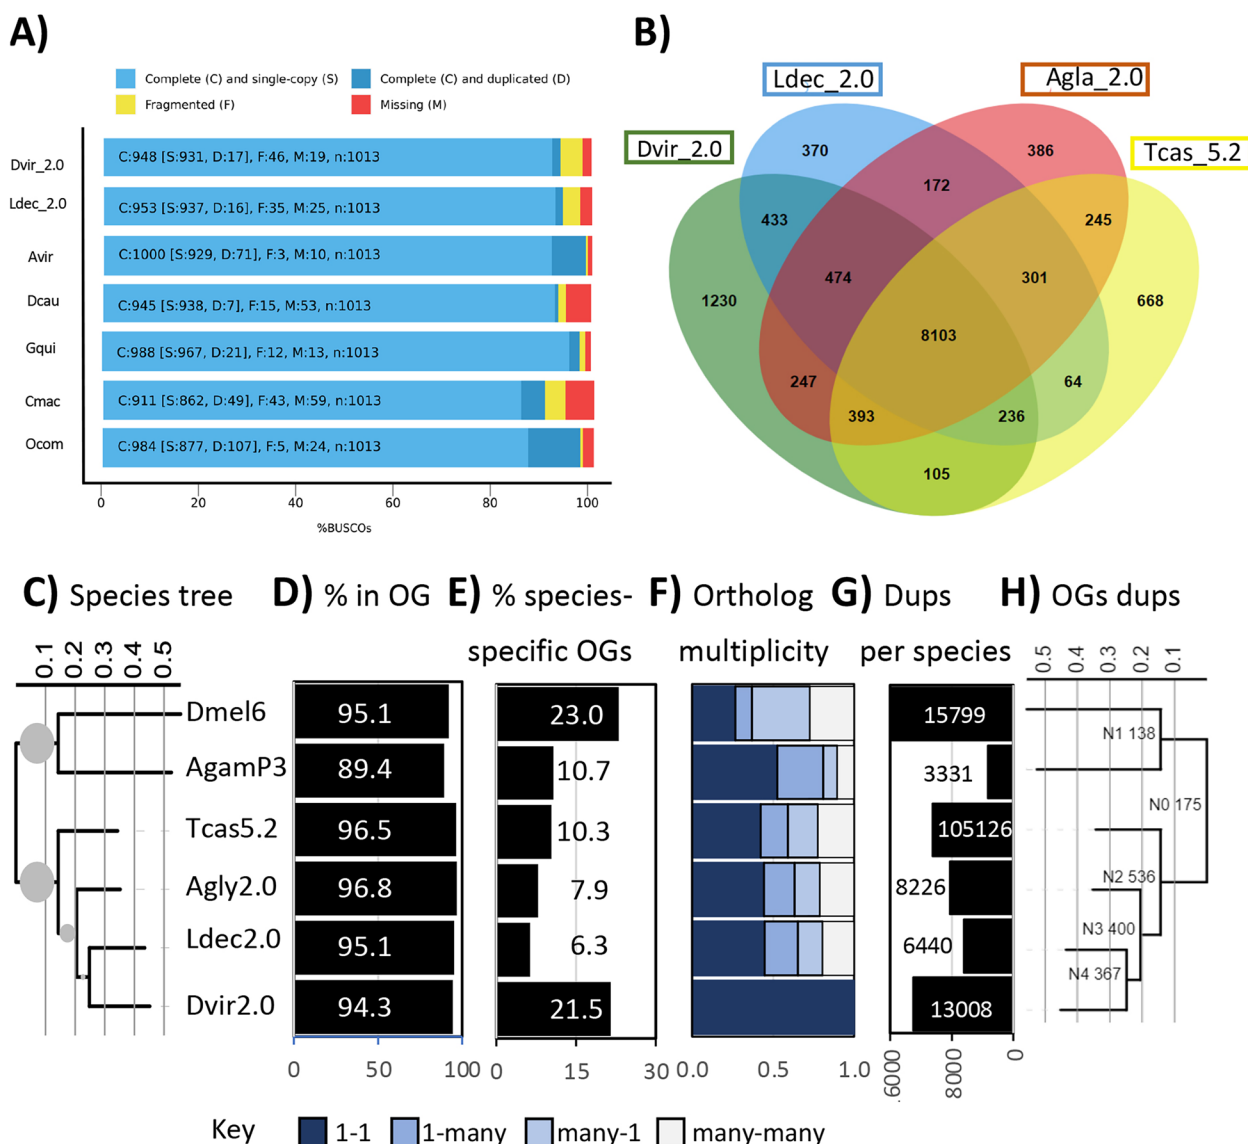 A)
Complete (C) and single-copy (S)
Complete (C) and duplicated (D)
Fragmented (F)
Missing (M)
Dvir_2.0
C:948 [S:931, D:17], F:46, M:19, n:1013
Ldec_2.0
C:953 [S:937, D:16], F:35, M:25, n:1013
Avir
C:1000 [S:929, D:71], F:3, M:10, n:1013
Dcau
C:945 [S:938, D:7], F:15, M:53, n:1013
Gqui
C:988 [S:967, D:21], F:12, M:13, n:1013
Cmac
C:911 [S:862, D:49], F:43, M:59, n:1013
Ocom
C:984 [S:877, D:107], F:5, M:24, n:1013
0 20 40 60 80 100
%BUSCOs
B)
Ldec_2.0
Agla_2.0
Dvir_2.0
Tcas_5.2
370
386
172
433
245
474
301
1230
668
8103
247
64
393
236
105
C) Species tree
0.1 0.2 0.3 0.4 0.5
Dmel6
AgamP3
Tcas5.2
Agly2.0
Ldec2.0
Dvir2.0
D) % in OG
95.1
89.4
96.5
96.8
95.1
94.3
0 50 100
E) % species-
specific OGs
23.0
10.7
10.3
7.9
6.3
21.5
0 15 30
F) Ortholog
multiplicity
0.0 0.5 1.0
G) Dups
per species
15799
3331
105126
8226
6440
13008
.6000 8000 0
H) OGs dups
0.5 0.4 0.3 0.2 0.1
N1 138
N0 175
N2 536
N3 400
N4 367
Key
1-1
1-many
many-1
many-many